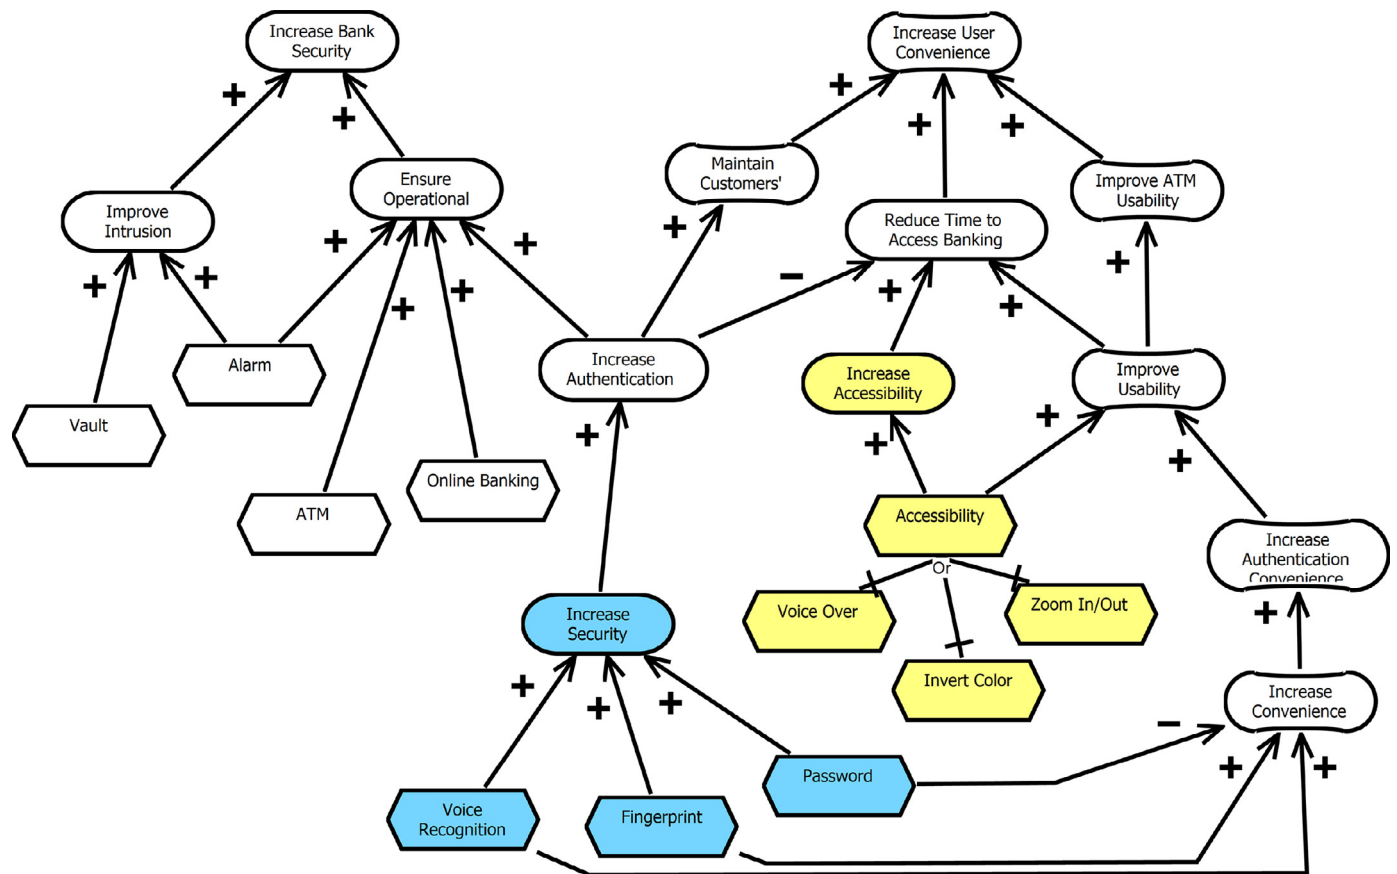 Increase Bank
Security
Increase User
Convenience
+
+
+
+
+
Maintain
Customers'
Ensure
Operational
Improve ATM
Usability
Improve
Intrusion
Reduce Time to
Access Banking
+
+
+
+
+
+
−
+
+
+
+
+
Alarm
Increase
Authentication
Increase
Accessibility
Improve
Usability
Vault
+
+
+
+
Online Banking
ATM
Accessibility
Increase
Authentication
Convenience
Or
Increase
Security
Voice Over
Zoom In/Out
+
Invert Color
Increase
Convenience
+
+
+
−
Password
+
+
Voice
Recognition
Fingerprint